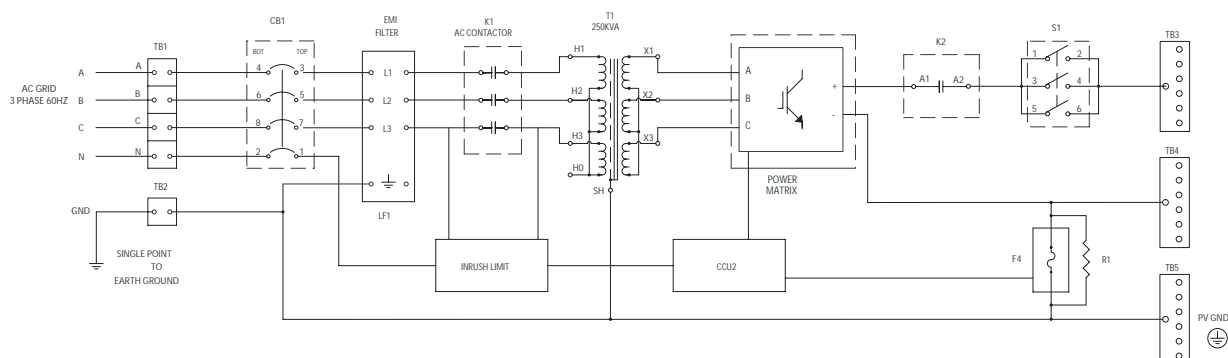 T1
250KVA
CB1
EMI
FILTER
K1
AC CONTACTOR
S1
TB3
TB1
BOT
TOP
K2
AC GRID
3 PHASE 60HZ
A
B
C
N
A
B
C
N
4
3
6
5
8
7
2
1
L1
L2
L3
LF1
H1
H2
H3
H0
SH
X1
X2
X3
A
B
C
+
-
POWER
MATRIX
A1
A2
1
2
3
4
5
6
TB4
TB2
GND
SINGLE POINT
TO
EARTH GROUND
INRUSH LIMIT
CCU2
F4
R1
TB5
PV GND